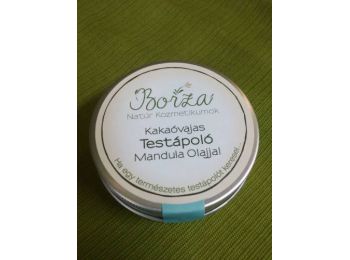 Borza
Natúr Kozmetikumok
Kakaóvajas
Testápoló
Mandula Olajjal
Ha egy természetes testápolót keresel